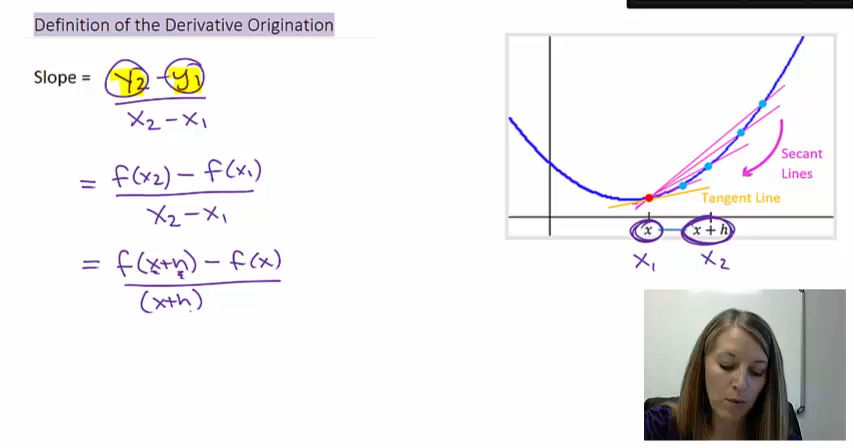 Definition of the Derivative Origination
Slope = y₂ - y₁
x₂ - x₁
= f(x₂) - f(x₁)
x₂ - x₁
= f(x+h) - f(x)
(x+h)
Secant
Lines
Tangent Line
x x + h
x₁ x₂